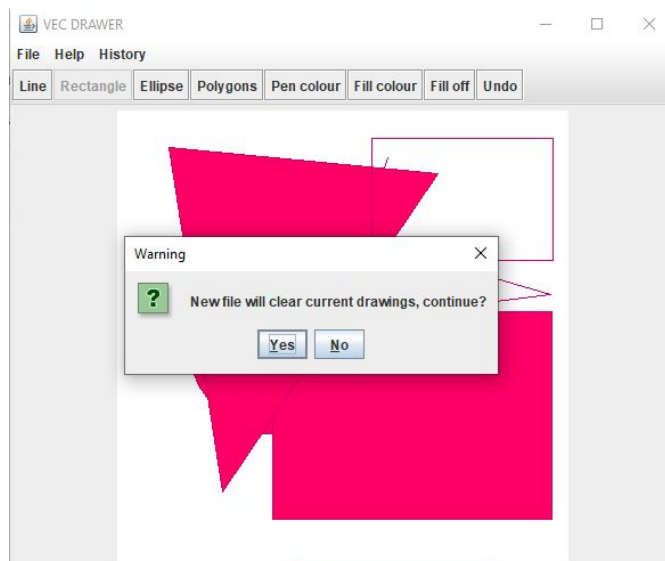 VEC DRAWER
File Help History
Line Rectangle Ellipse Polygons Pen colour Fill colour Fill off Undo
Warning
?
New file will clear current drawings, continue?
Yes No